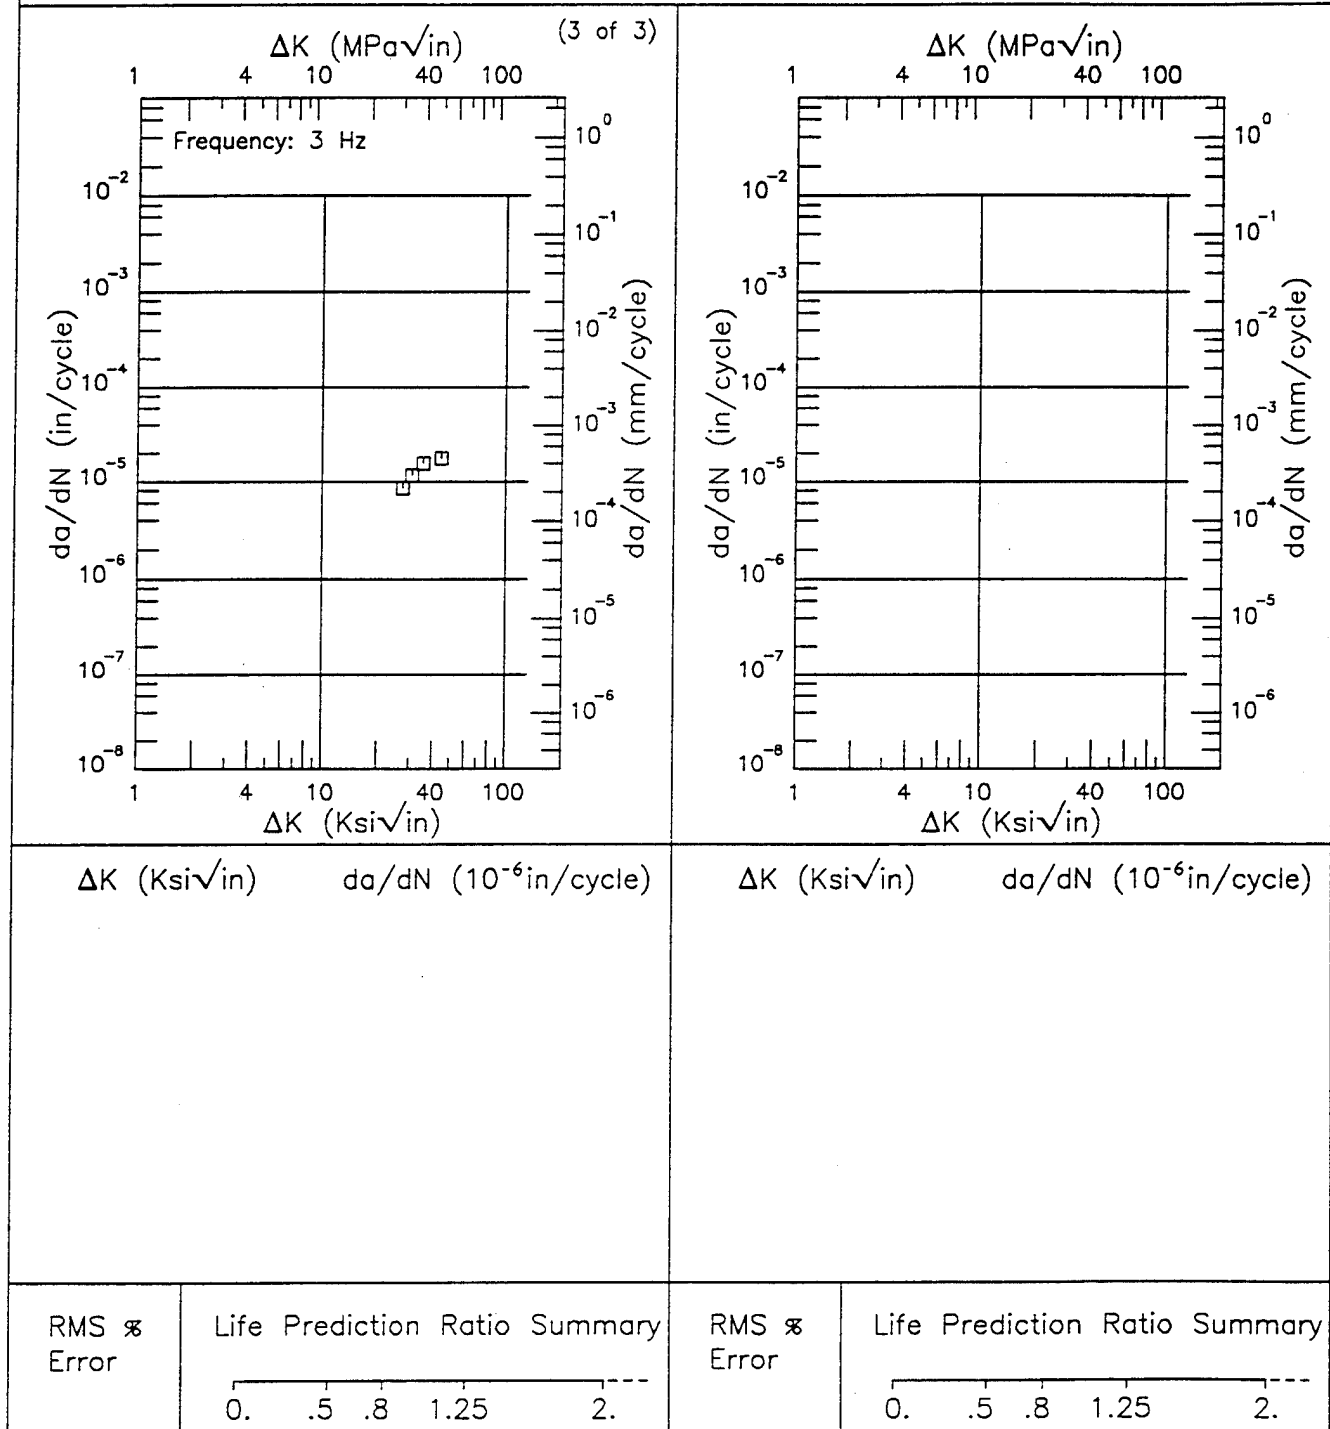 (3 of 3)
ΔK (MPa√in)
1 4 10 40 100
Frequency: 3 Hz
10⁰
10⁻²
10⁻¹
10⁻³
10⁻²
10⁻⁴
10⁻³
10⁻⁵
10⁻⁴
10⁻⁶
10⁻⁵
10⁻⁷
10⁻⁶
10⁻⁸
da/dN (in/cycle)
da/dN (mm/cycle)
1 4 10 40 100
ΔK (Ksi√in)
ΔK (MPa√in)
1 4 10 40 100
10⁰
10⁻²
10⁻¹
10⁻³
10⁻²
10⁻⁴
10⁻³
10⁻⁵
10⁻⁴
10⁻⁶
10⁻⁵
10⁻⁷
10⁻⁶
10⁻⁸
da/dN (in/cycle)
da/dN (mm/cycle)
1 4 10 40 100
ΔK (Ksi√in)
ΔK (Ksi√in) da/dN (10⁻⁶in/cycle)
ΔK (Ksi√in) da/dN (10⁻⁶in/cycle)
RMS %
Error
Life Prediction Ratio Summary
0. .5 .8 1.25 2.
RMS %
Error
Life Prediction Ratio Summary
0. .5 .8 1.25 2.